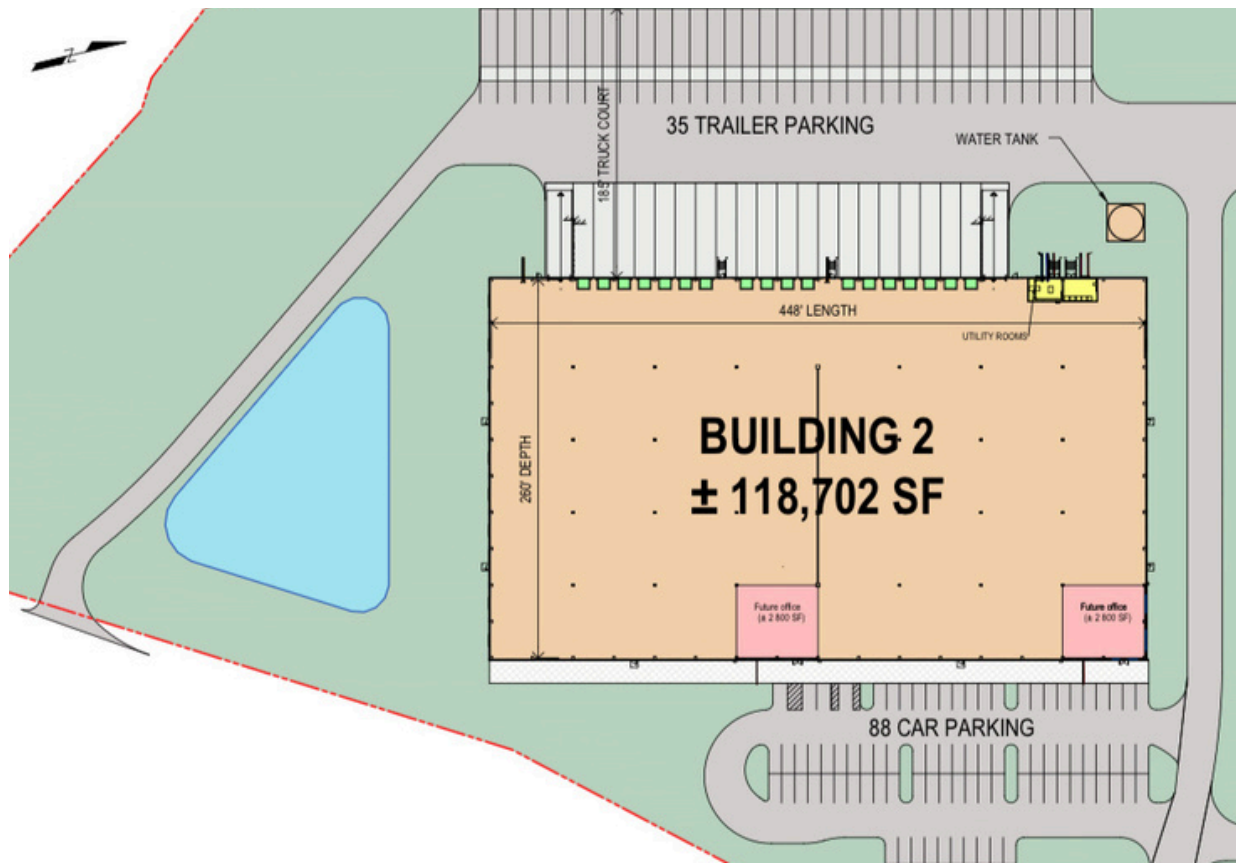 Z
185' TRUCK COURT
35 TRAILER PARKING
WATER TANK
448' LENGTH
UTILITY ROOMS
260' DEPTH
BUILDING 2
± 118,702 SF
Future office
(± 2 800 SF)
Future office
(± 2 800 SF)
88 CAR PARKING